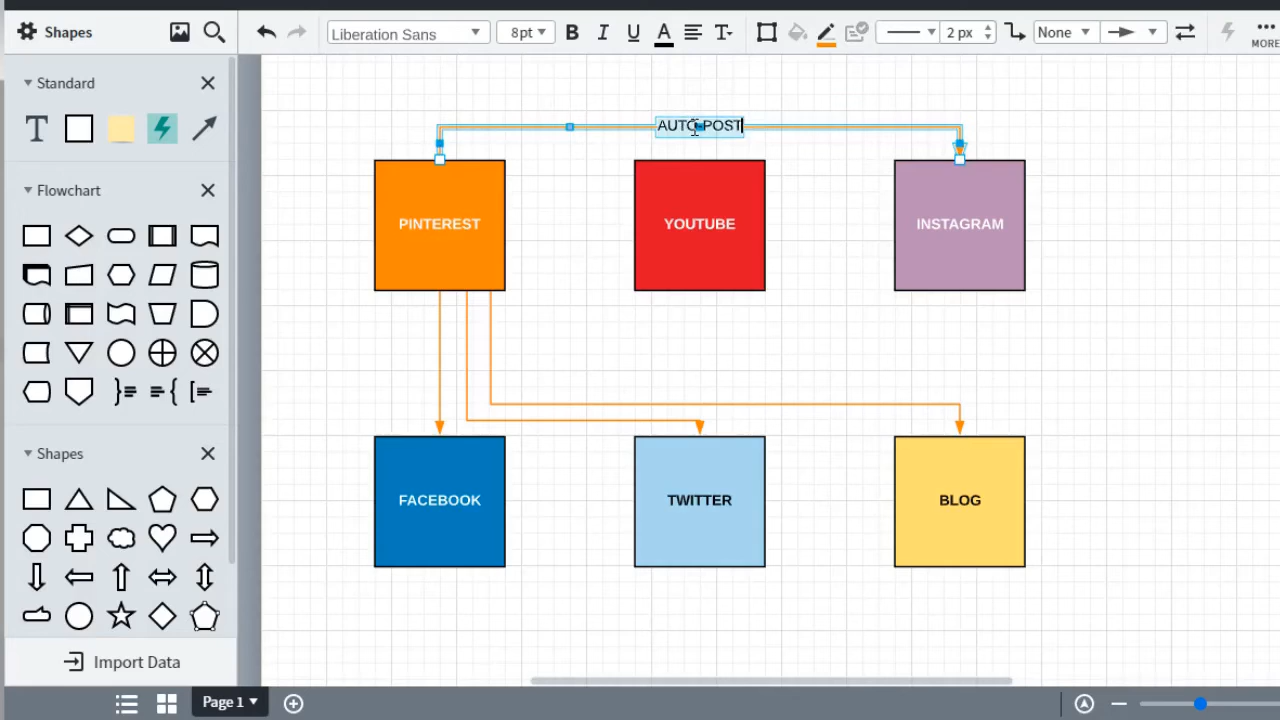 Shapes
Liberation Sans
8pt
B I U A T
2 px
None
MORE
Standard
T
Flowchart
Shapes
Import Data
AUTO POST
PINTEREST
YOUTUBE
INSTAGRAM
FACEBOOK
TWITTER
BLOG
Page 1